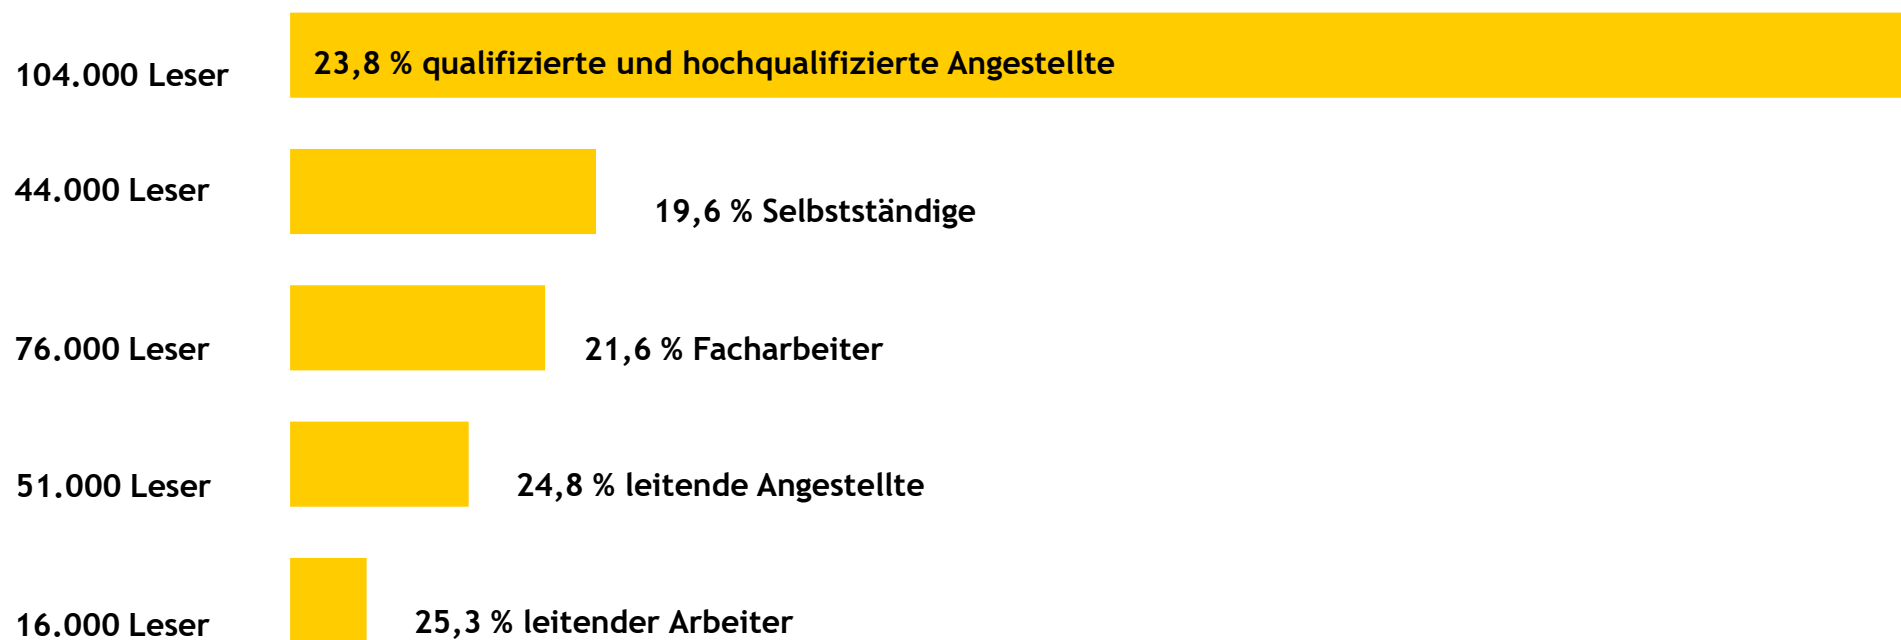 104.000 Leser
23,8 % qualifizierte und hochqualifizierte Angestellte
44.000 Leser
19,6 % Selbstständige
76.000 Leser
21,6 % Facharbeiter
51.000 Leser
24,8 % leitende Angestellte
16.000 Leser
25,3 % leitender Arbeiter